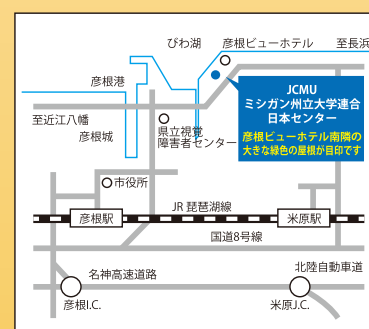 びわ湖
彦根ビューホテル
至長浜
彦根港
JCMU
ミシガン州立大学連合
日本センター
彦根ビューホテル南隣の
大きな緑色の屋根が目印です
至近江八幡
彦根城
県立視覚
障害者センター
市役所
JR 琵琶湖線
彦根駅
米原駅
国道8号線
名神高速道路
北陸自動車道
彦根I.C.
米原J.C.